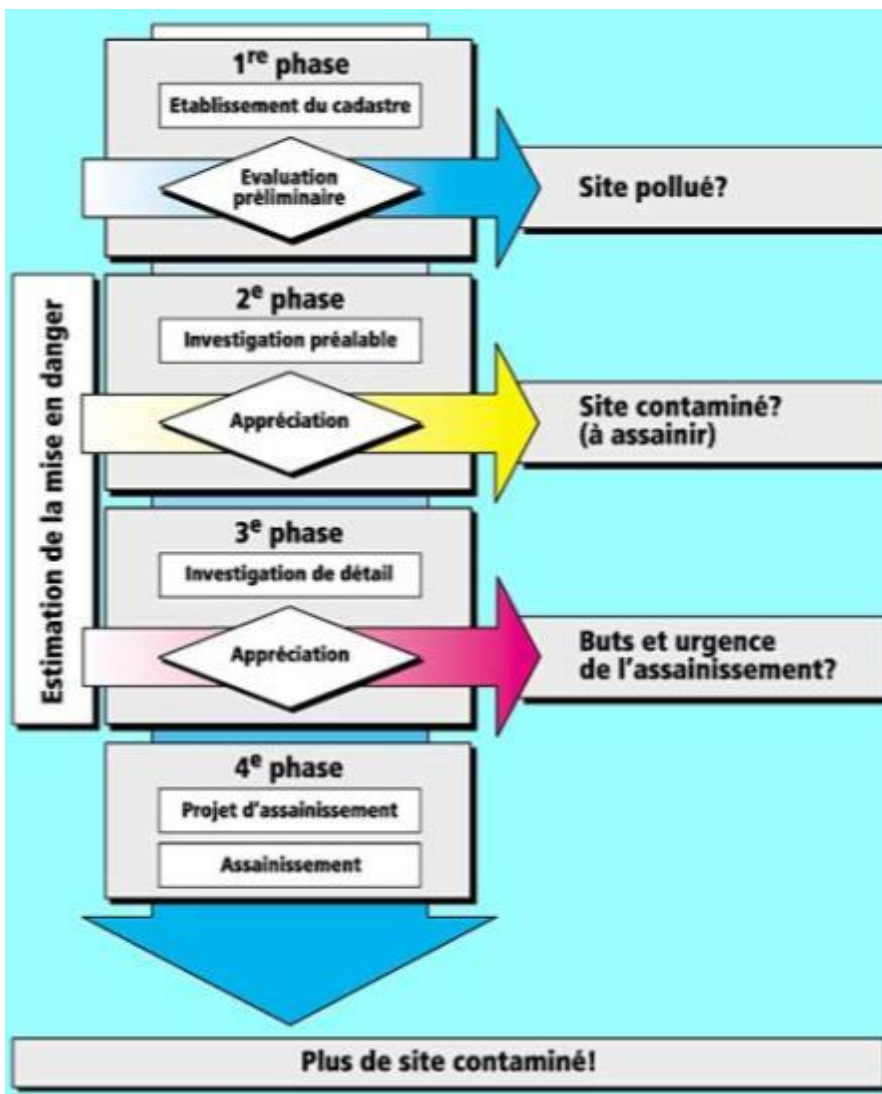 1re phase
Etablissement du cadastre
Evaluation
préliminaire
Site pollué?
Estimation de la mise en danger
2e phase
Investigation préalable
Appréciation
Site contaminé?
(à assainir)
3e phase
Investigation de détail
Appréciation
Buts et urgence
de l'assainissement?
4e phase
Projet d'assainissement
Assainissement
Plus de site contaminé!